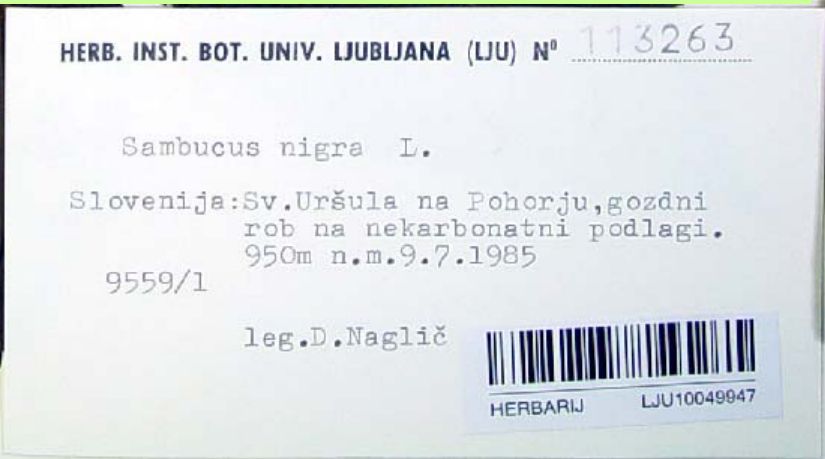 HERB. INST. BOT. UNIV. LJUBLJANA (LJU) Nº 113263
Sambucus nigra L.
Slovenija:Sv.Uršula na Pohorju,gozdni
rob na nekarbonatni podlagi.
950m n.m.9.7.1985
9559/1
leg.D.Naglič
HERBARIJ LJU10049947